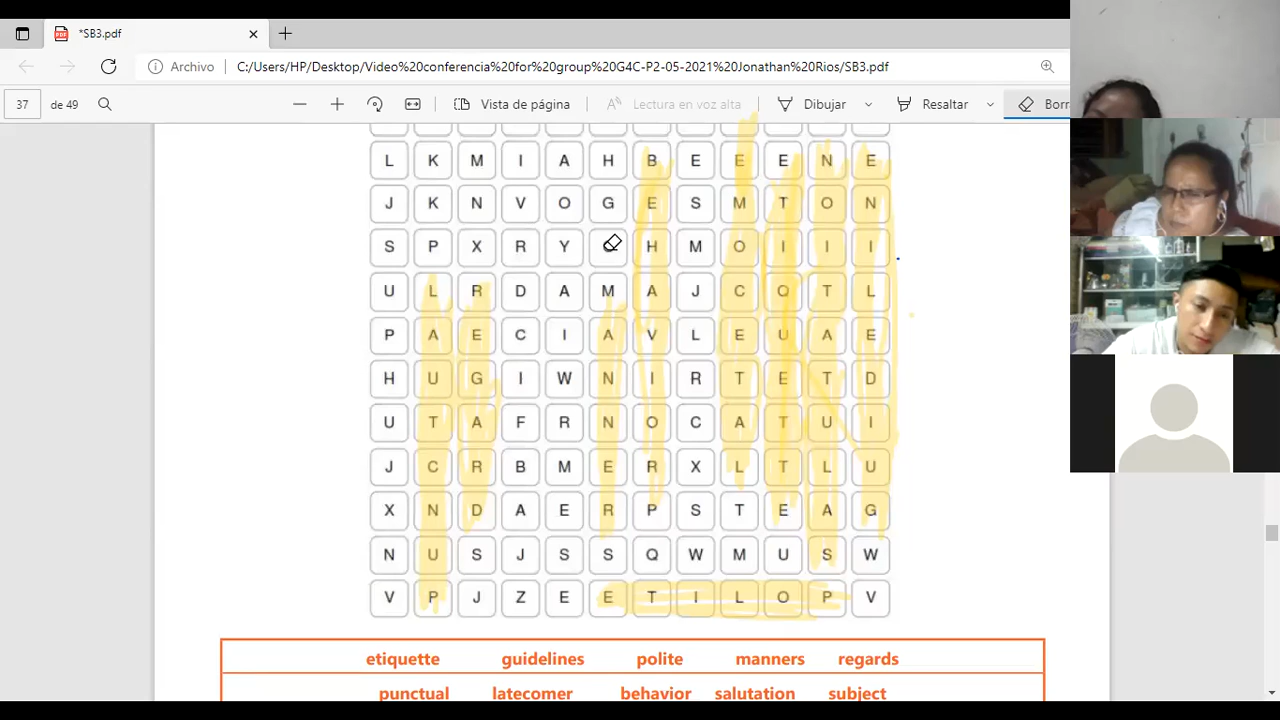 *SB3.pdf
Archivo C:/Users/HP/Desktop/Video%20conferencia%20for%20group%20G4C-P2-05-2021%20Jonathan%20Rios/SB3.pdf
37 de 49 Vista de página Lectura en voz alta Dibujar Resaltar Borr
L K M I A H B E E E N E
J K N V O G E S M T O N
S P X R Y H M O I I I
U L R D A M A J C Q T L
P A E C I A V L E U A E
H U G I W N I R T E T D
U T A F R N O C A T U I
J C R B M E R X L T L U
X N D A E R P S T E A G
N U S J S S Q W M U S W
V P J Z E E T I L O P V
etiquette guidelines polite manners regards
punctual latecomer behavior salutation subject